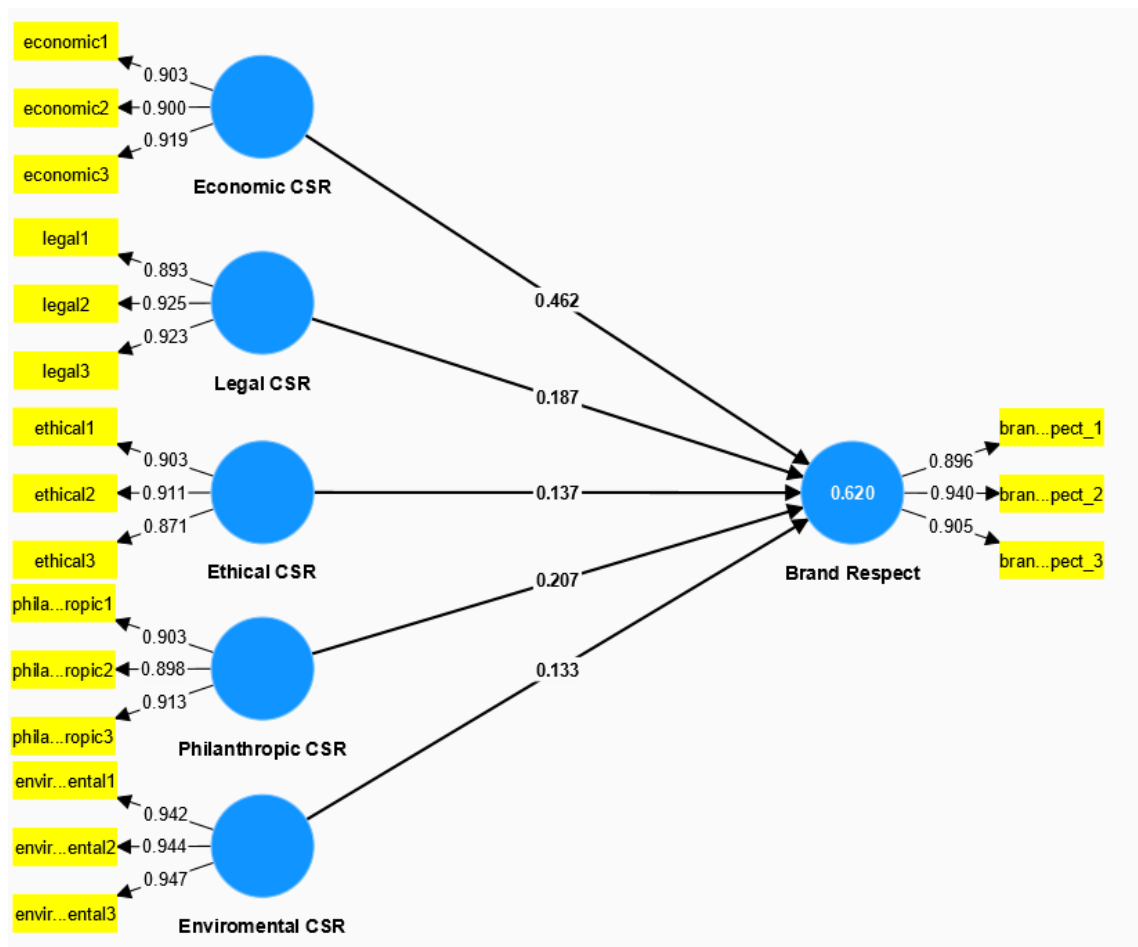 economic1
0.903
economic2
0.900
0.919
economic3
Economic CSR
legal1
0.893
legal2
0.925
0.923
legal3
Legal CSR
ethical1
0.903
ethical2
0.911
0.871
ethical3
Ethical CSR
phila...ropic1
0.903
phila...ropic2
0.898
0.913
phila...ropic3
Philanthropic CSR
envir...ental1
0.942
envir...ental2
0.944
0.947
envir...ental3
Enviromental CSR
0.462
0.187
0.137
0.207
0.133
0.620
Brand Respect
bran...pect_1
0.896
0.940
bran...pect_2
0.905
bran...pect_3